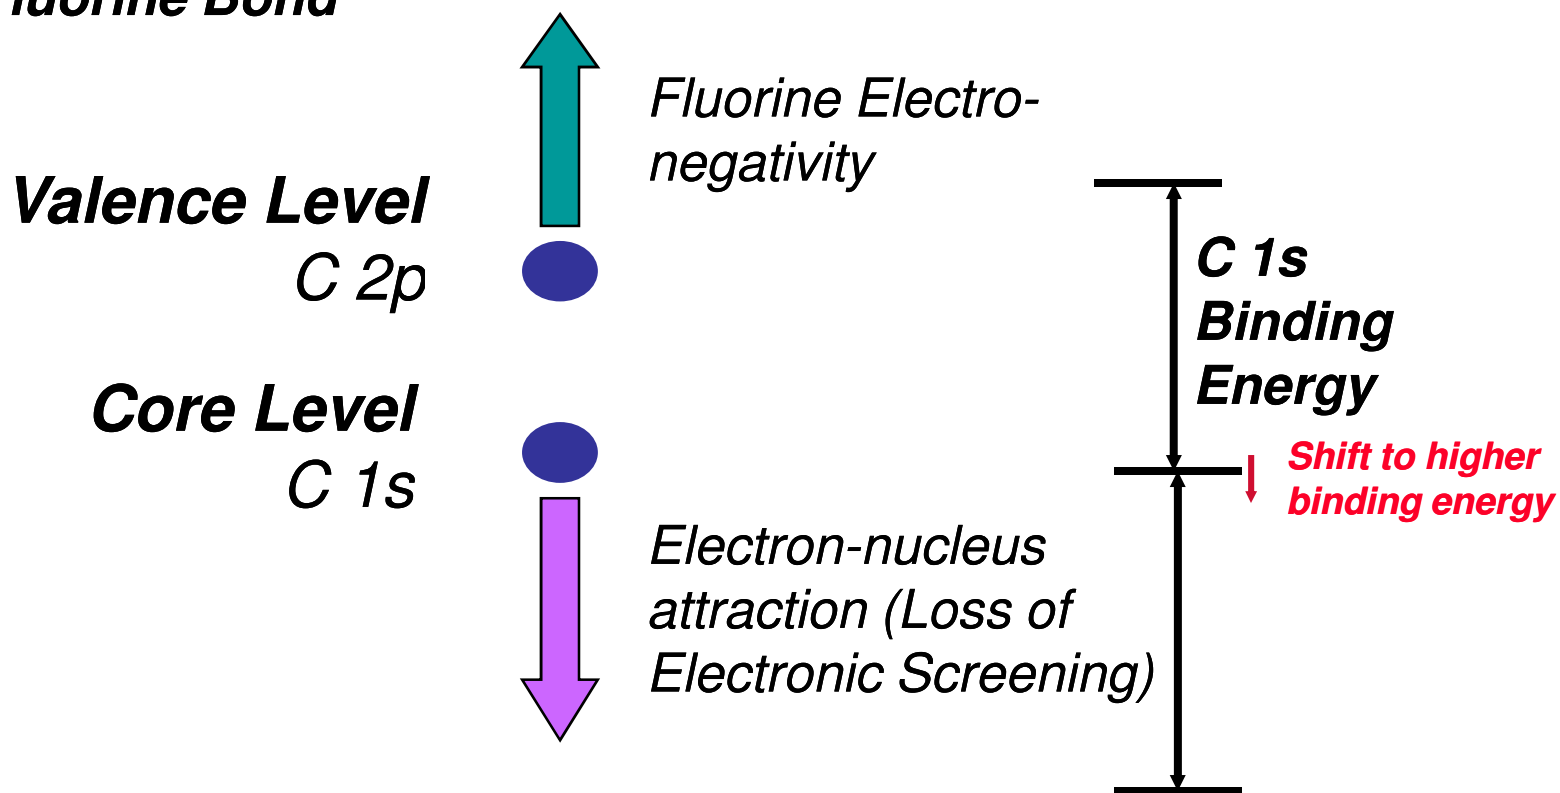 Bond
Fluorine Electro-
negativity
Valence Level
C 2p
C 1s
Binding
Energy
Core Level
C 1s
Shift to higher
binding energy
Electron-nucleus
attraction (Loss of
Electronic Screening)